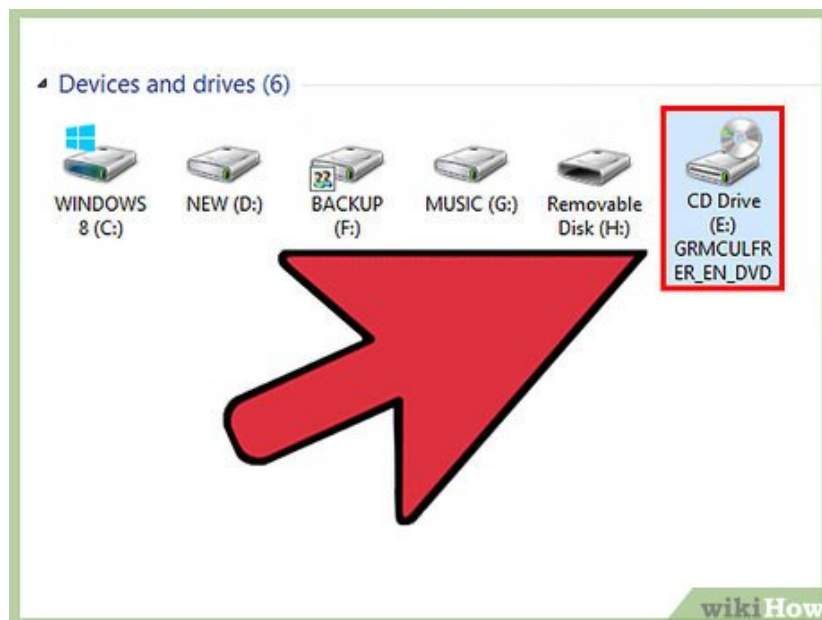 Devices and drives (6)
WINDOWS
8 (C:)
NEW (D:)
BACKUP
(F:)
MUSIC (G:)
Removable
Disk (H:)
CD Drive
(E:)
GRMCULFR
ER_EN_DVD
wikiHow